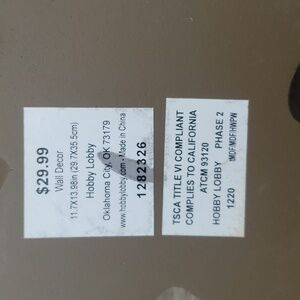 $29.99
Wall Decor
11.7X13.98in (29.7X35.5cm)
Hobby Lobby
Oklahoma City, OK 73179
www.hobbylobby.com - Made in China
1282326
TSCA TITLE VI COMPLIANT
COMPLIES TO CALIFORNIA
ATCM 93120
HOBBY LOBBY PHASE 2
1220